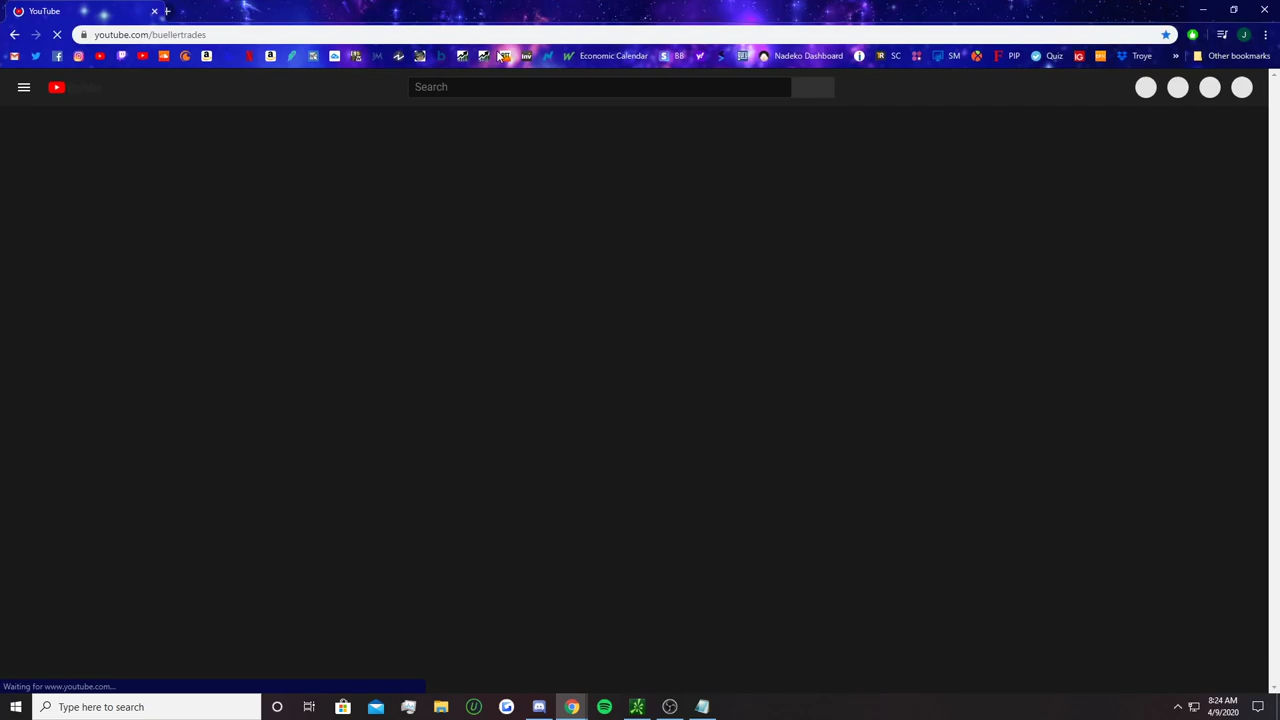 YouTube
youtube.com/buellertrades
Economic Calendar BB Nadeko Dashboard SC SM PIP Quiz Troye » Other bookmarks
Search
Waiting for www.youtube.com...
Type here to search
8:24 AM
4/9/2020